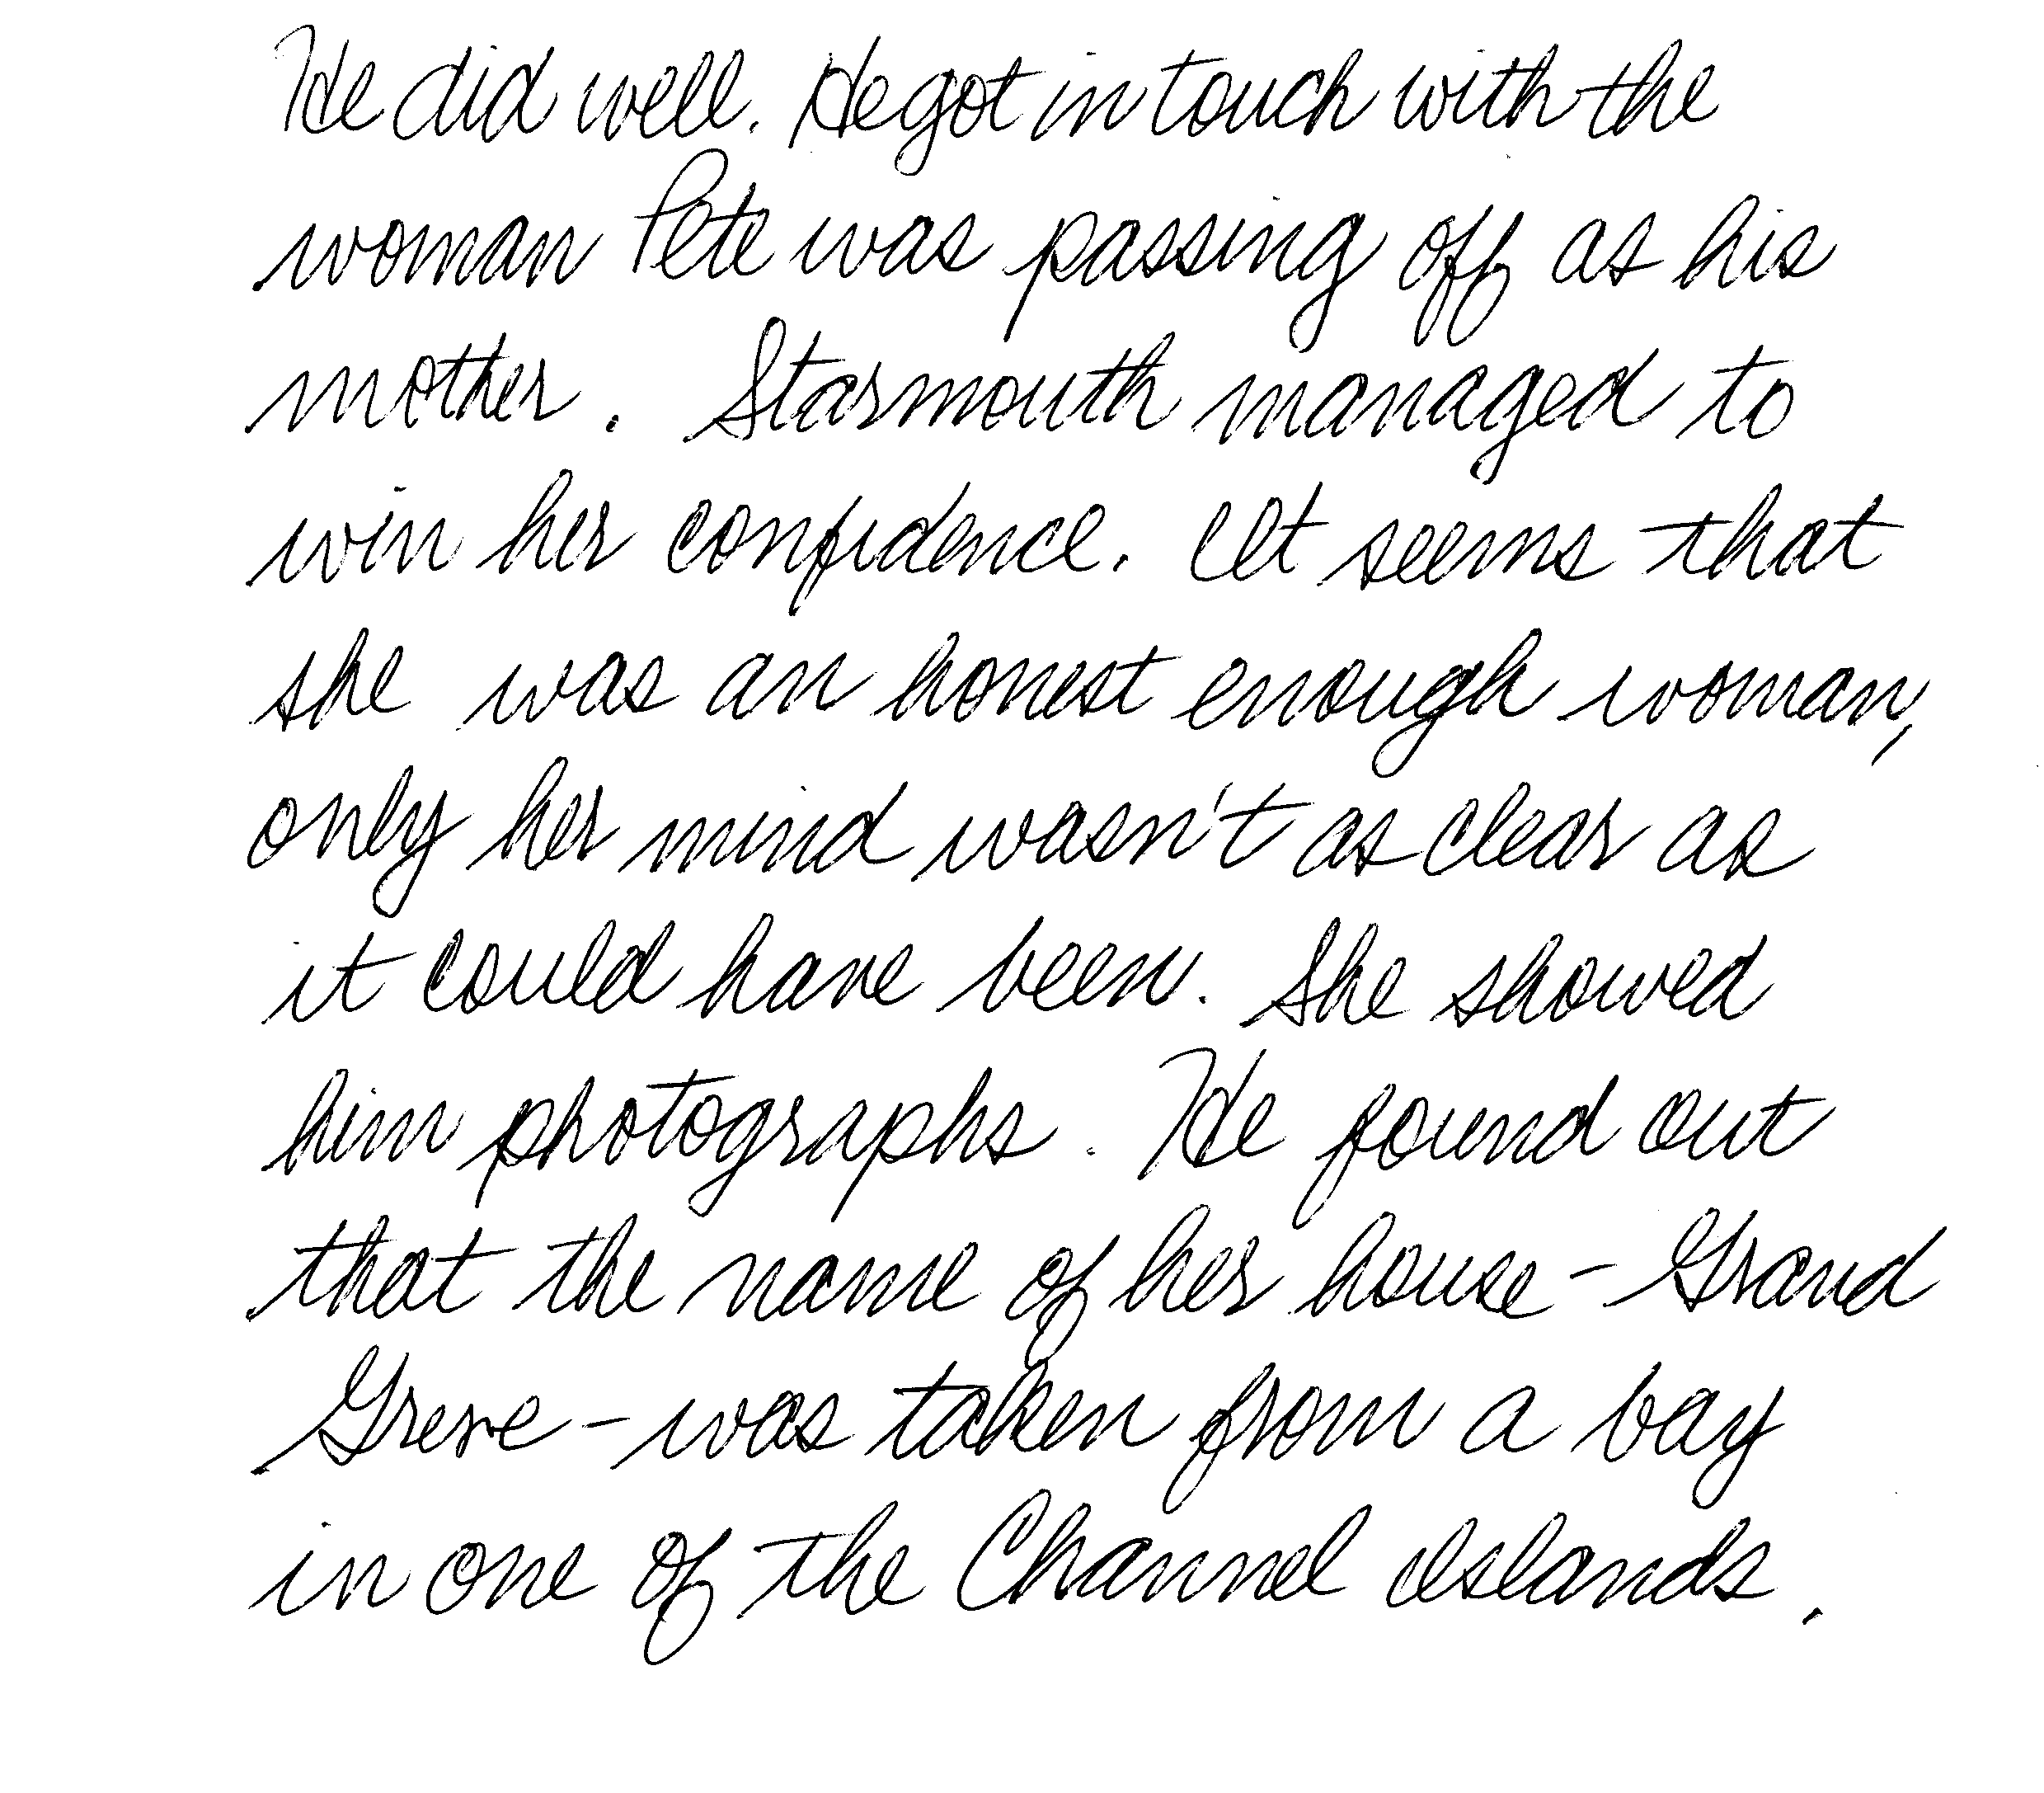 He did well. He got in touch with the
woman Pete was passing off as his
mother. Starmouth managed to
win her confidence. It seems that
she was an honest enough woman,
only her mind wasn't as clear as
it could have been. She showed
him photographs. He found out
that the name of her house - Grand
Greve - was taken from a bay
in one of the Channel Islands.